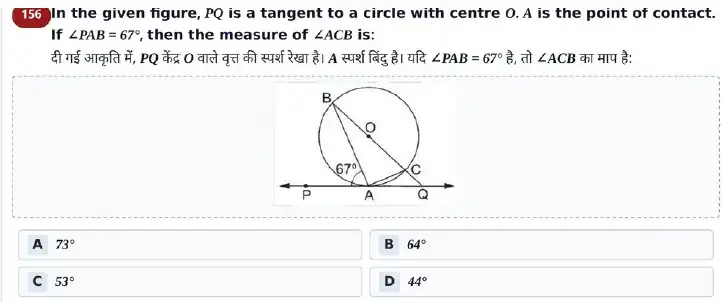 156 In the given figure, PQ is a tangent to a circle with centre O. A is the point of contact.
If ∠PAB = 67°, then the measure of ∠ACB is:
दी गई आकृति में, PQ केंद्र O वाले वृत्त की स्पर्श रेखा है। A स्पर्श बिंदु है। यदि ∠PAB = 67° है, तो ∠ACB का माप है:
B
O
67°
C
P A Q
A 73° B 64°
C 53° D 44°